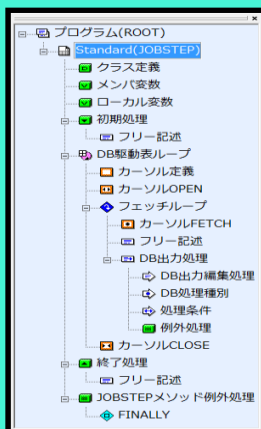 プログラム(ROOT)
Standard(JOBSTEP)
クラス定義
メンバ変数
ローカル変数
初期処理
フリー記述
DB駆動表ループ
カーソル定義
カーソルOPEN
フェッチループ
カーソルFETCH
フリー記述
DB出力処理
DB出力編集処理
DB処理種別
処理条件
例外処理
カーソルCLOSE
終了処理
フリー記述
JOBSTEPメソッド例外処理
FINALLY